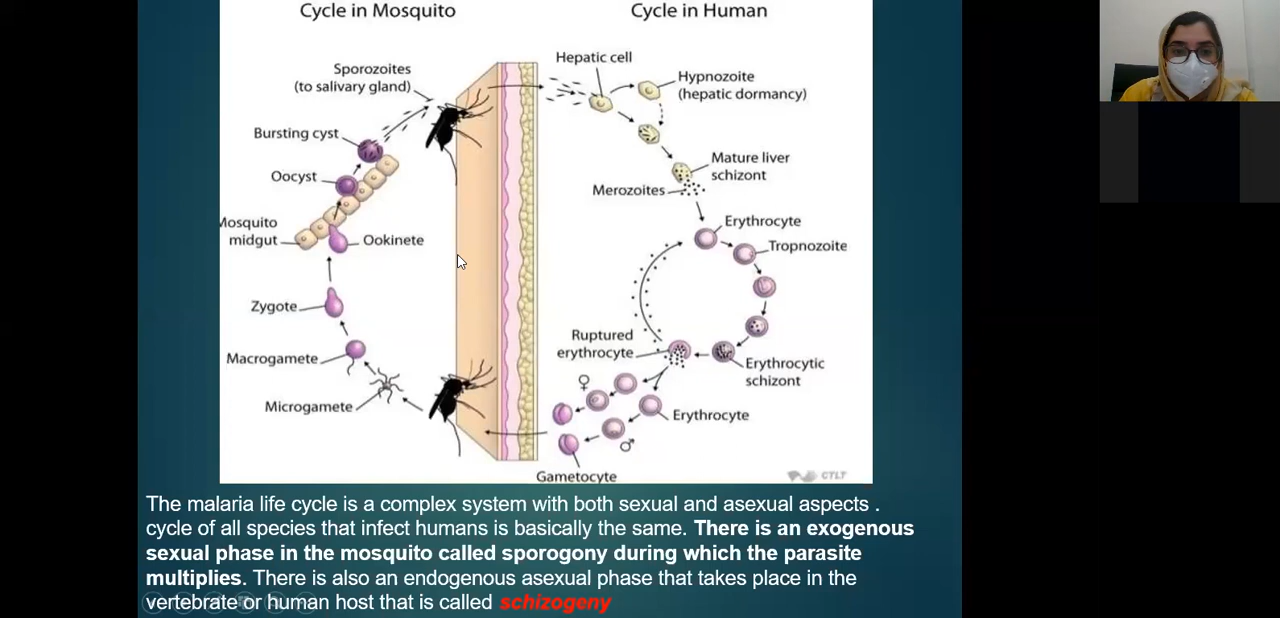 Cycle in Mosquito
Cycle in Human
Sporozoites
(to salivary gland)
Bursting cyst
Oocyst
Mosquito
midgut
Ookinete
Zygote
Macrogamete
Microgamete
Hepatic cell
Hypnozoite
(hepatic dormancy)
Mature liver
schizont
Merozoites
Erythrocyte
Tropnozoite
Ruptured
erythrocyte
Erythrocytic
schizont
♀
Erythrocyte
♂
Gametocyte
CTLT
The malaria life cycle is a complex system with both sexual and asexual aspects .
cycle of all species that infect humans is basically the same. There is an exogenous
sexual phase in the mosquito called sporogony during which the parasite
multiplies. There is also an endogenous asexual phase that takes place in the
vertebrate or human host that is called schizogeny